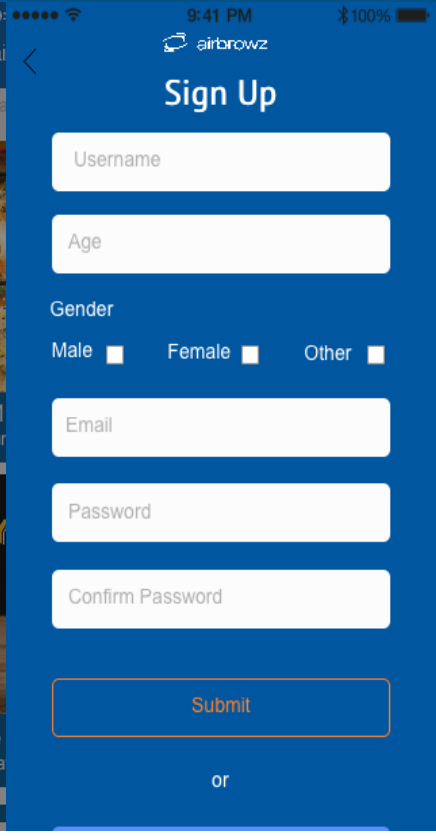 9:41 PM 100%
airbrowz
Sign Up
Username
Age
Gender
Male Female Other
Email
Password
Confirm Password
Submit
or